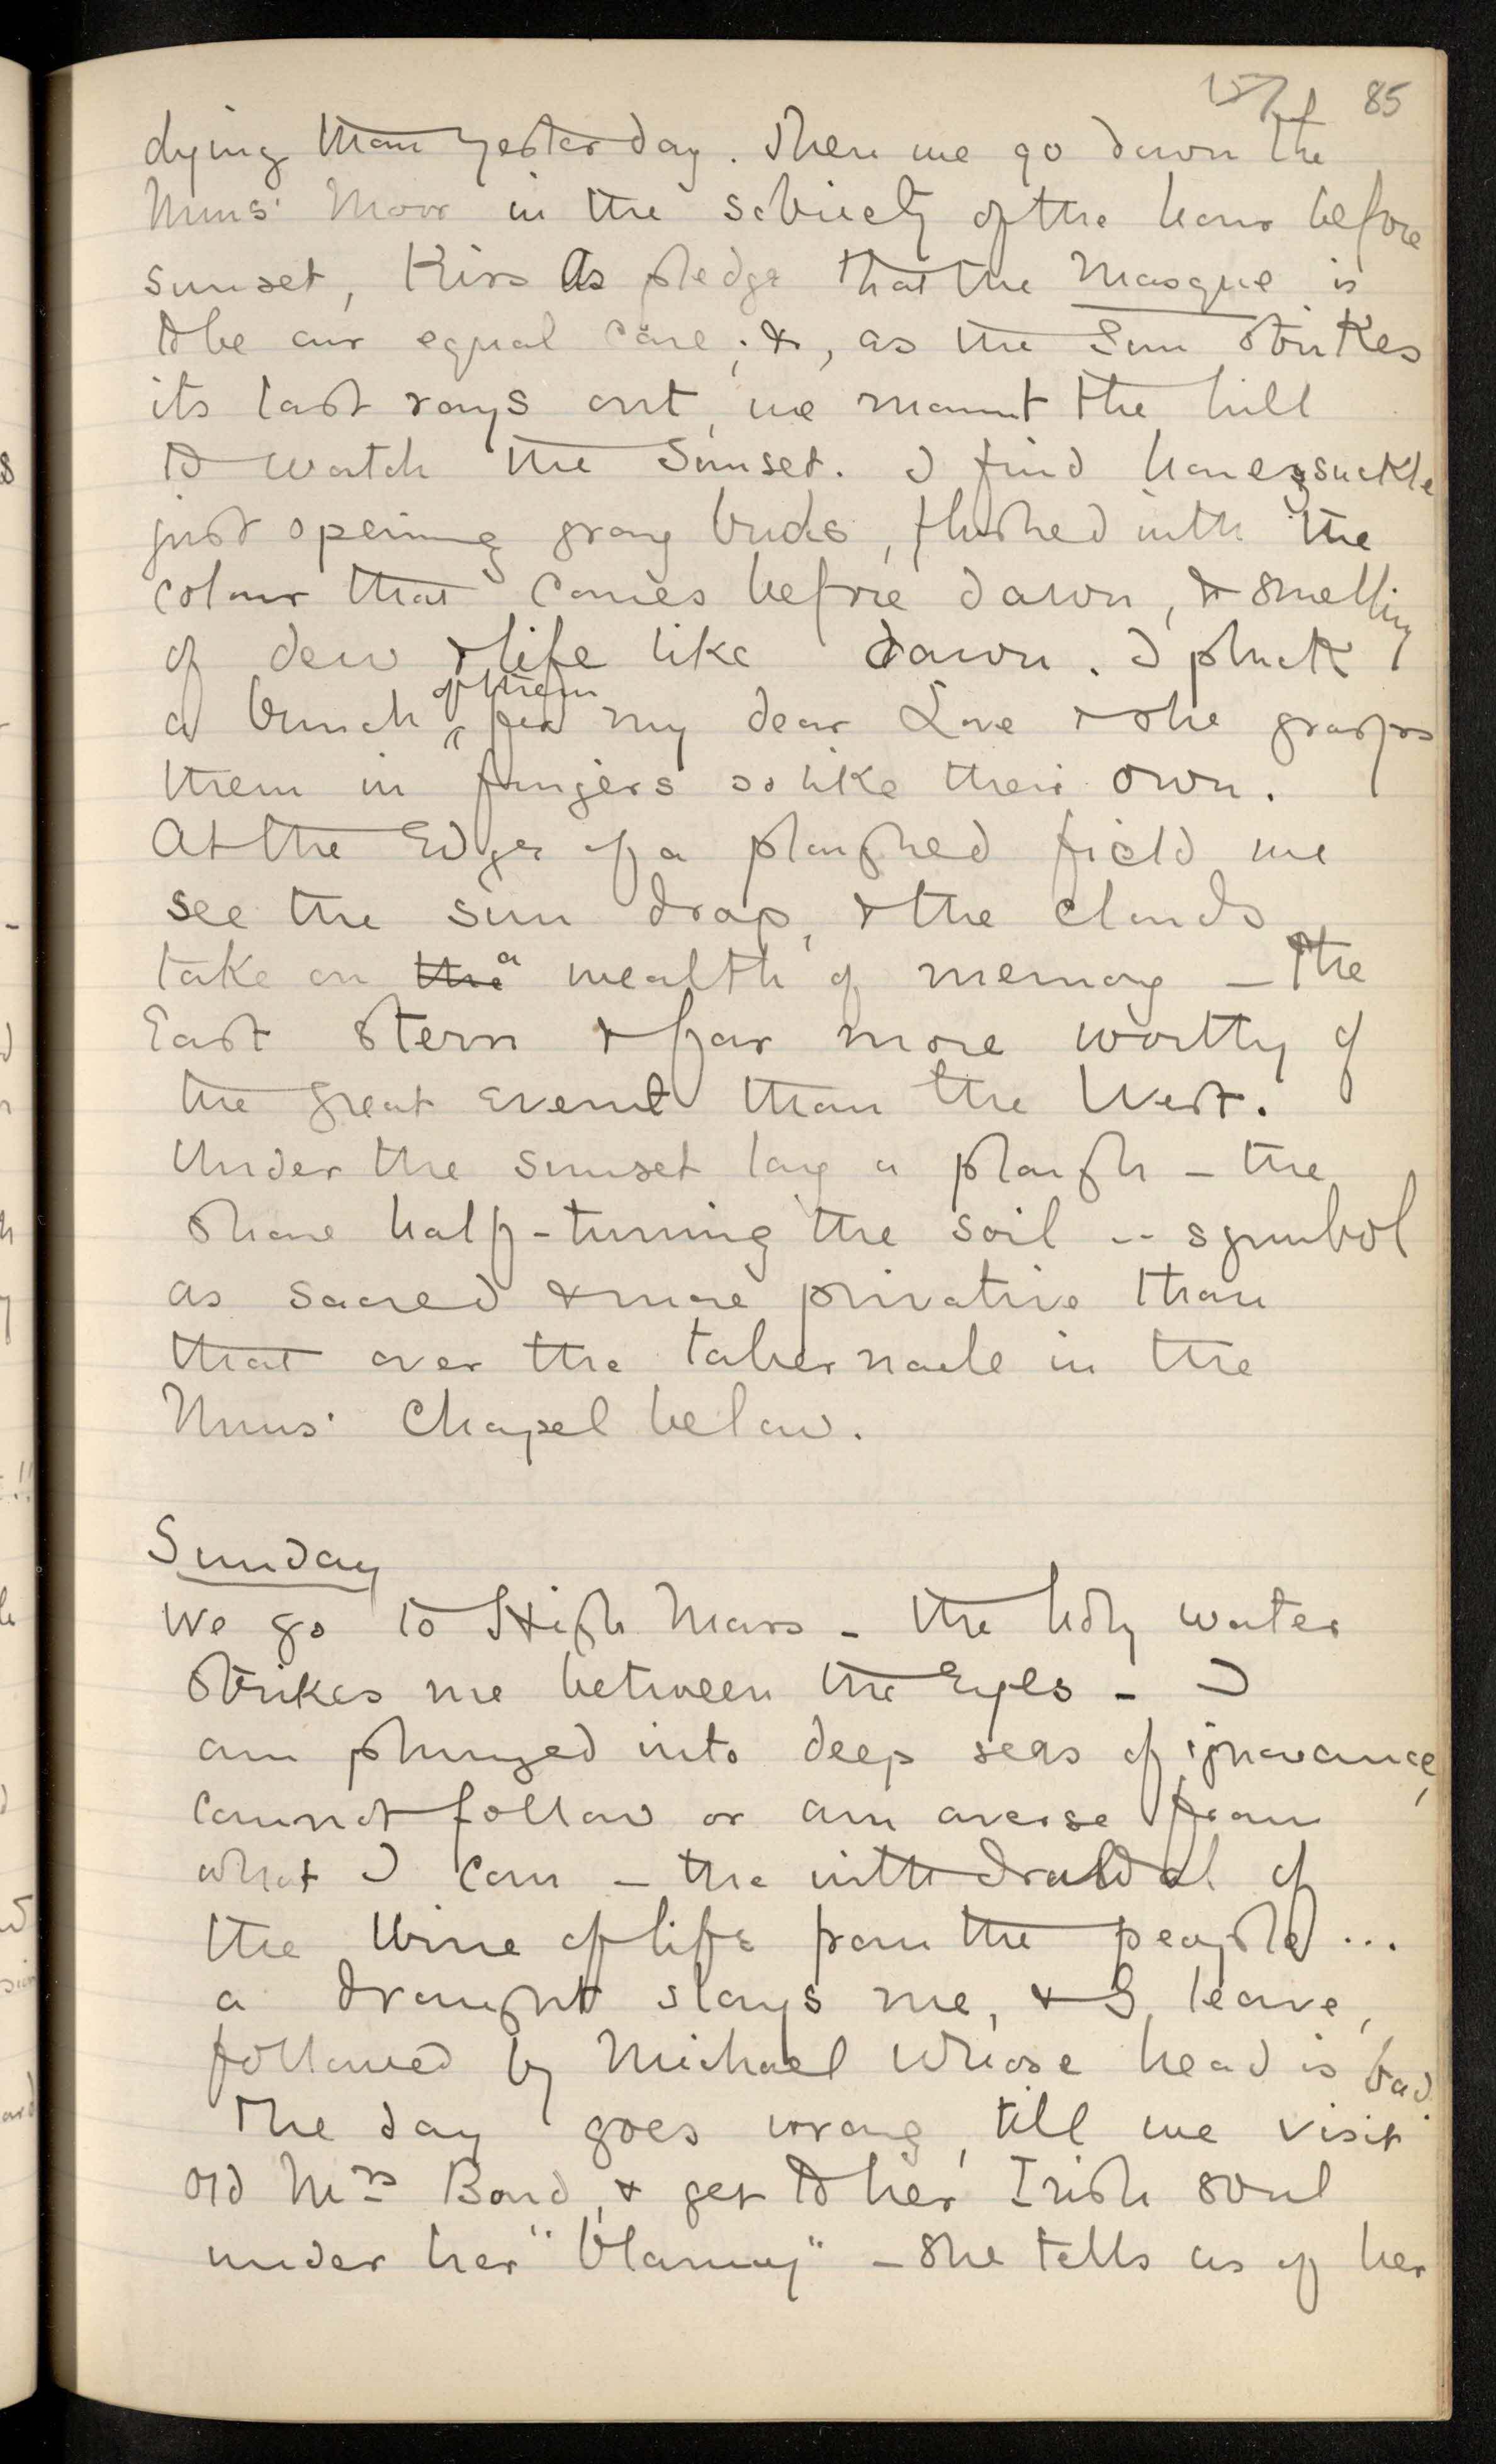 157 85
dying than yesterday. Then we go down the
Nuns' Moor in the sobriety of the hour before
sunset, Kiss as pledge that the Masque is
to be our equal care; &, as the Sun strikes
its last rays out, we mount the hill
to watch the Sunset. I find honeysuckle
just opening gray buds, flushed with the
colour that comes before dawn, & smelling
of dew & life like dawn. I pluck
a bunch of them for my dear Love & she grasps
them in fingers so like their own.
At the Edge of a ploughed field we
see the sun drop, & the clouds
take on the a wealth of memory – the
East stern & far more worthy of
the great event than the West.
Under the sunset lay a plough – the
share half-turning the soil -- symbol
as sacred & more privative than
that over the tabernacle in the
Nuns' Chapel below.
Sunday
We go to High Mass – the holy water
strikes me between the Eyes – I
am plunged into deep seas of ignorance,
cannot follow or am averse from
what I can – the withdrawal of
the Wine of life from the people ...
a draught slays me, & I leave,
followed by Michael whose head is bad.
The day goes wrong, till we visit
old Mrs Bond, & get to her Irish soul
under her "blarney" – she tells us of her